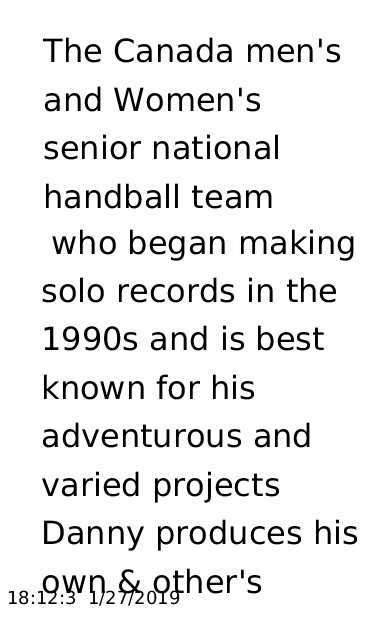 The Canada men's
and Women's
senior national
handball team
who began making
solo records in the
1990s and is best
known for his
adventurous and
varied projects
Danny produces his
own & other's
18:12:3 1/27/2019